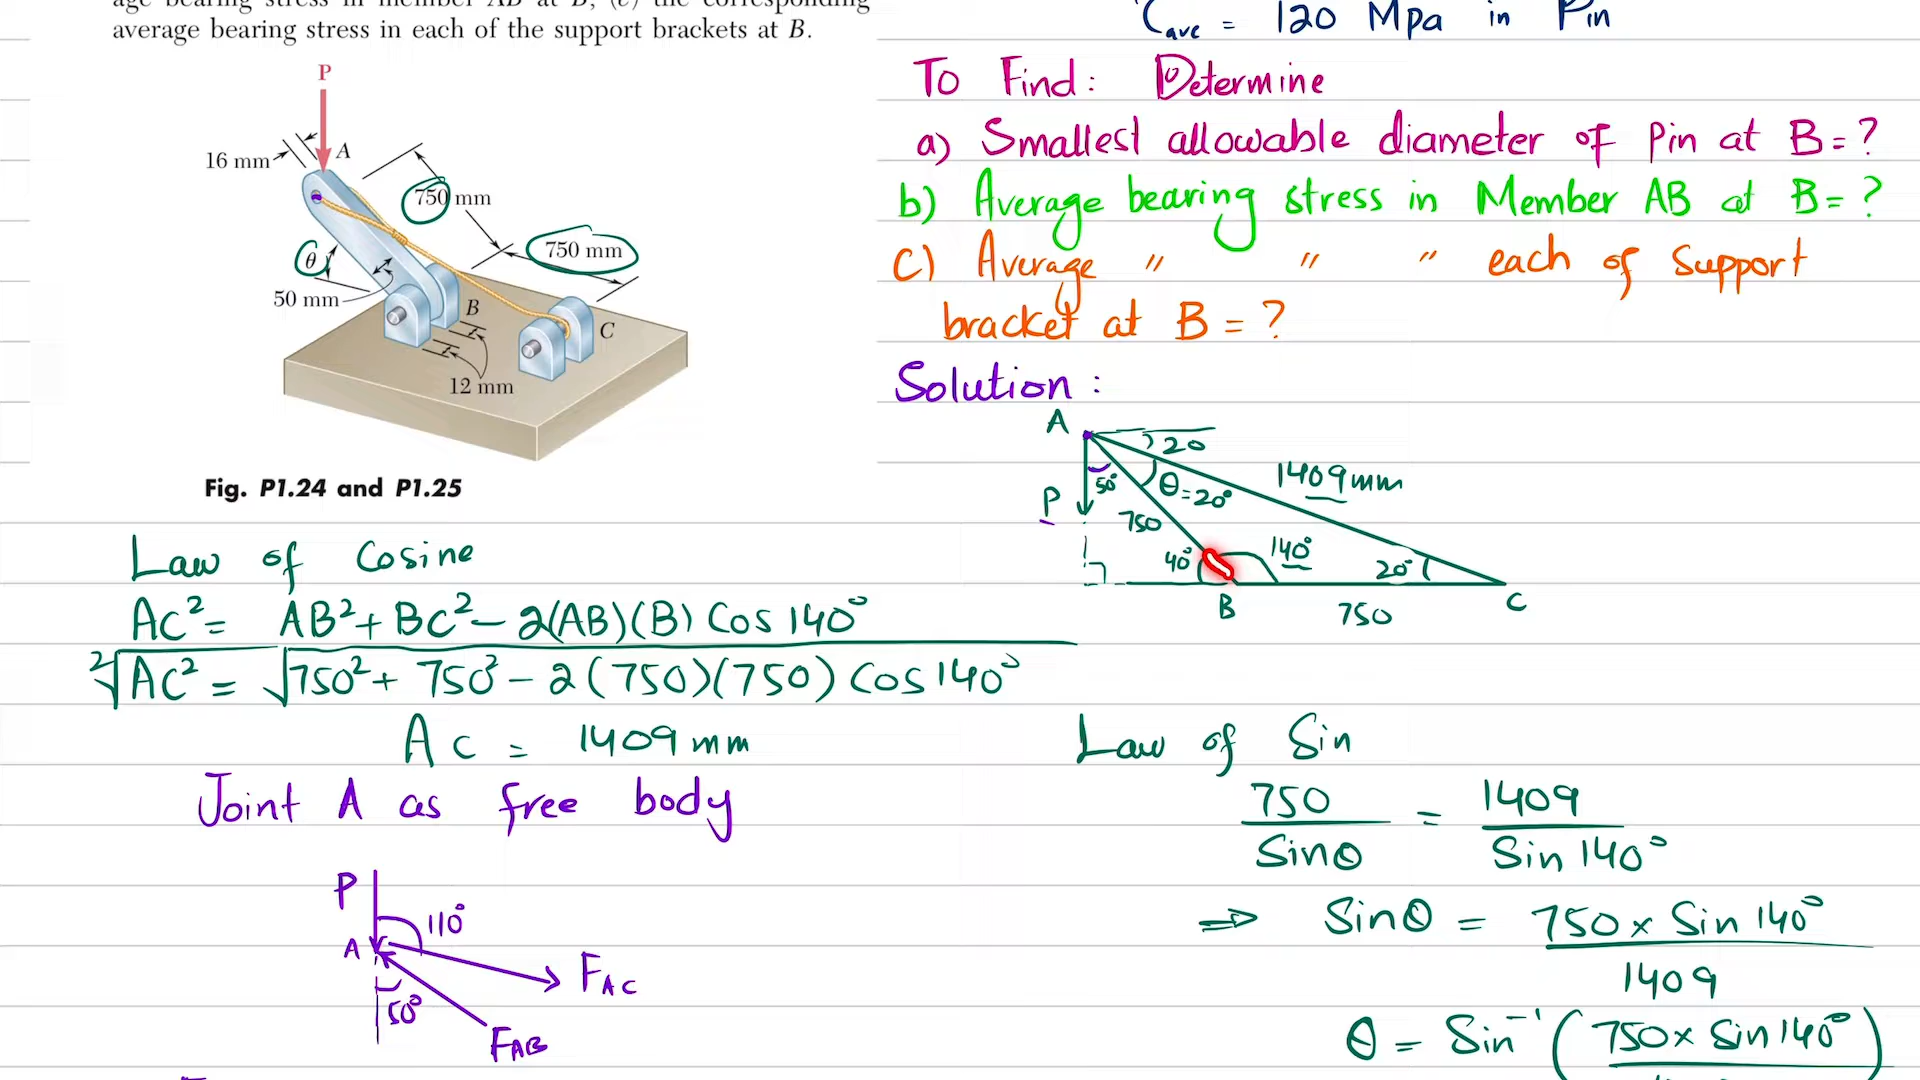 average bearing stress in each of the support brackets at B.
P
16 mm
A
750 mm
750 mm
θ
50 mm
B
C
12 mm
Fig. P1.24 and P1.25
τave = 120 Mpa in Pin
To Find: Determine
a) Smallest allowable diameter of Pin at B = ?
b) Average bearing stress in Member AB at B = ?
C) Average " " " each of Support
bracket at B = ?
Solution :
A
20
1409mm
50°
θ = 20°
P
750
40°
140°
20°
B
750
C
Law of Cosine
AC² = AB² + BC² - 2(AB)(B) Cos 140°
²√AC² = √750² + 750² - 2(750)(750) Cos 140°
AC = 1409 mm
Joint A as free body
P
110°
A
FAC
50°
FAB
Law of Sin
750 / Sinθ = 1409 / Sin 140°
⇒ Sinθ = 750 × Sin 140° / 1409
θ = Sin⁻¹ ( 750 × Sin 140° )